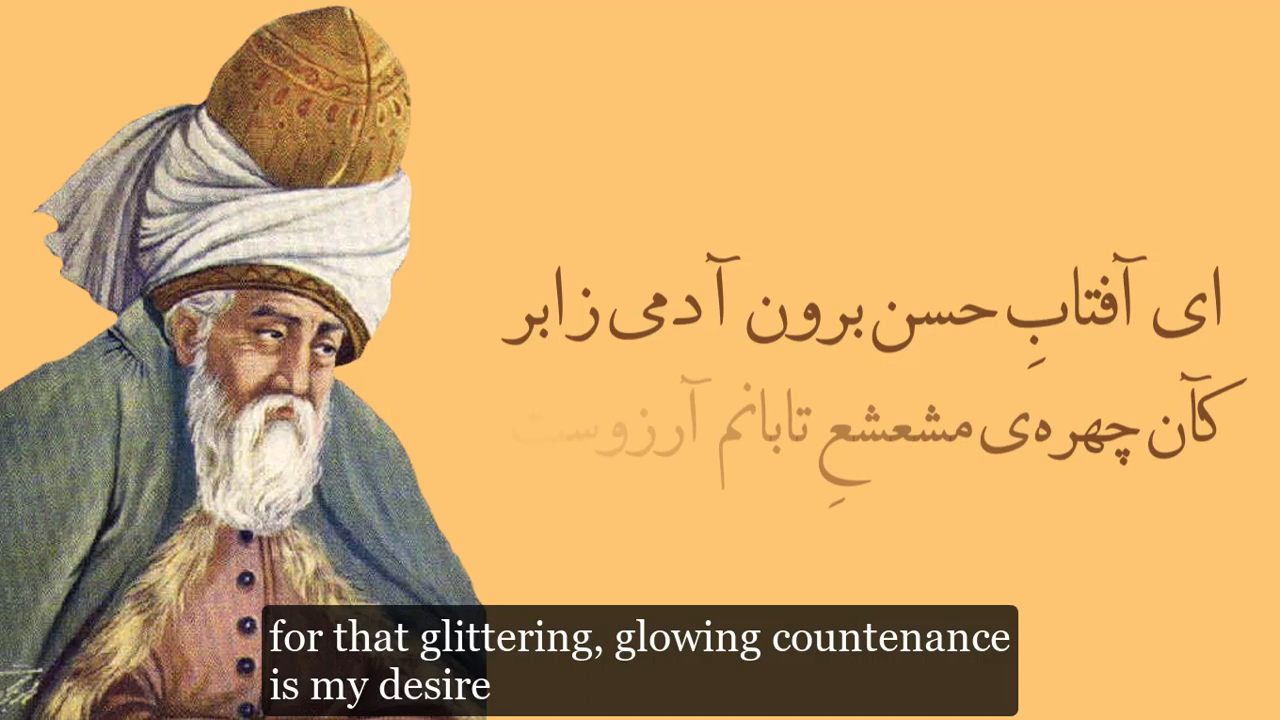 ای آفتابِ حسن برون آ دمی ز ابر
کآن چهره‌ی مشعشعِ تابانم آرزوست
for that glittering, glowing countenance
is my desire